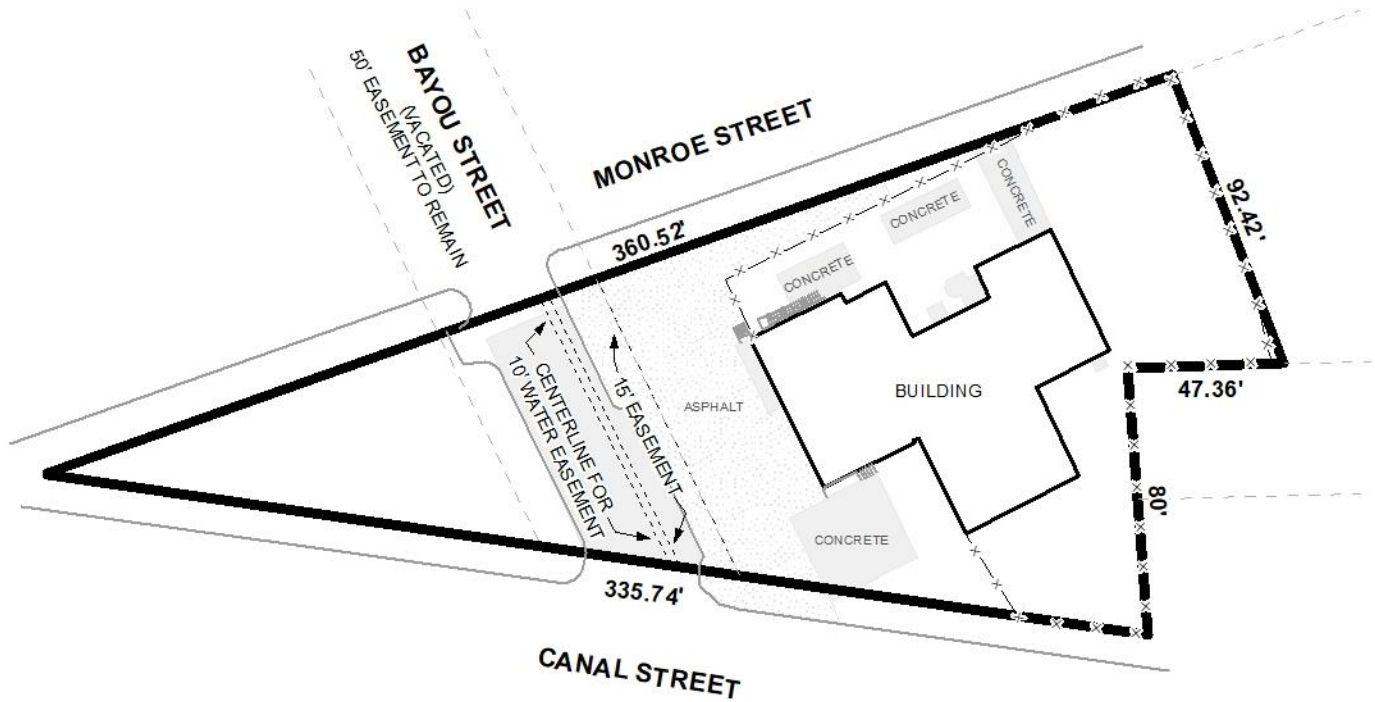 BAYOU STREET
(VACATED)
50' EASEMENT TO REMAIN
MONROE STREET
360.52'
92.42'
CONCRETE
CONCRETE
CONCRETE
CENTERLINE FOR
10' WATER EASEMENT
15' EASEMENT
ASPHALT
BUILDING
47.36'
80'
CONCRETE
335.74'
CANAL STREET